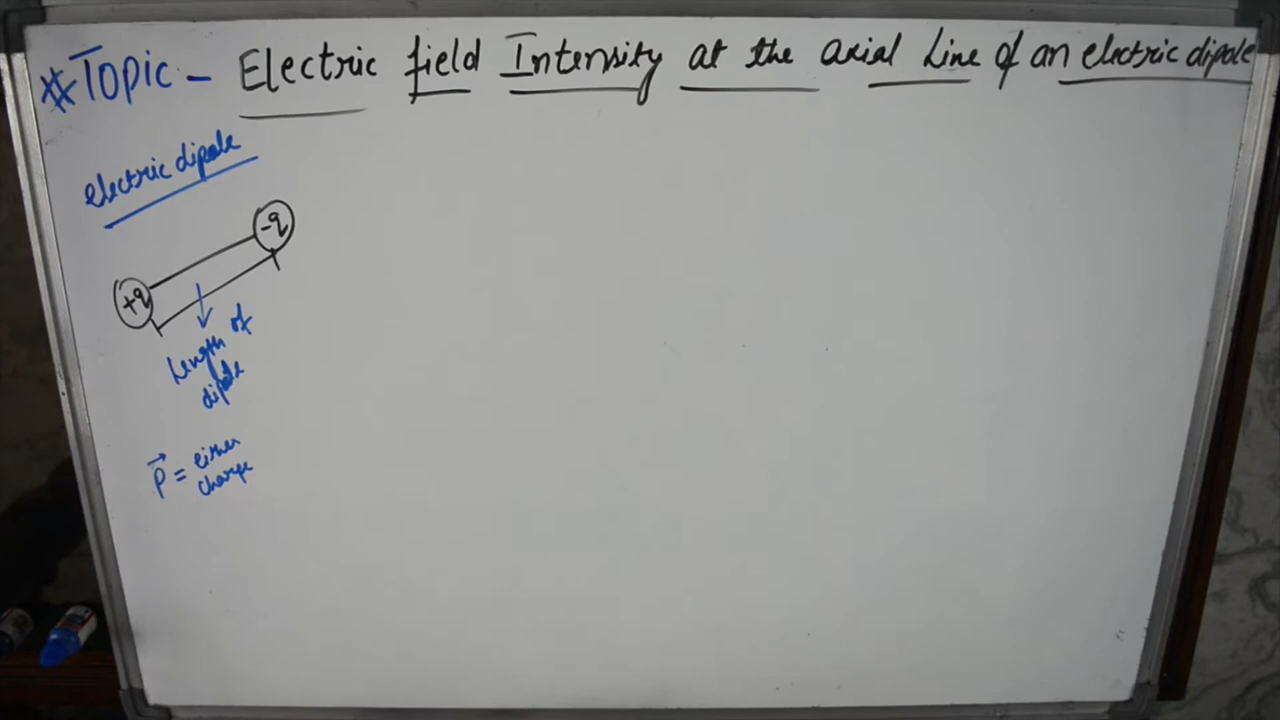 #Topic - Electric field Intensity at the axial Line of an electric dipole
electric dipole
-q
+q
Length of
dipole
P = either
charge